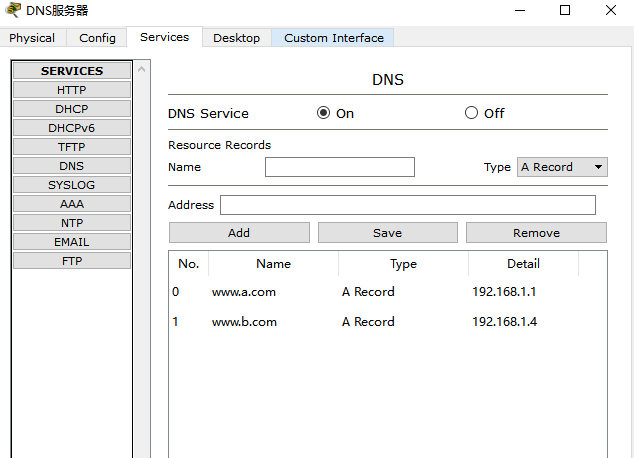 DNS服务器
Physical Config Services Desktop Custom Interface
SERVICES
HTTP
DHCP
DHCPv6
TFTP
DNS
SYSLOG
AAA
NTP
EMAIL
FTP
DNS
DNS Service On Off
Resource Records
Name Type A Record
Address
Add Save Remove
No. Name Type Detail
0 www.a.com A Record 192.168.1.1
1 www.b.com A Record 192.168.1.4